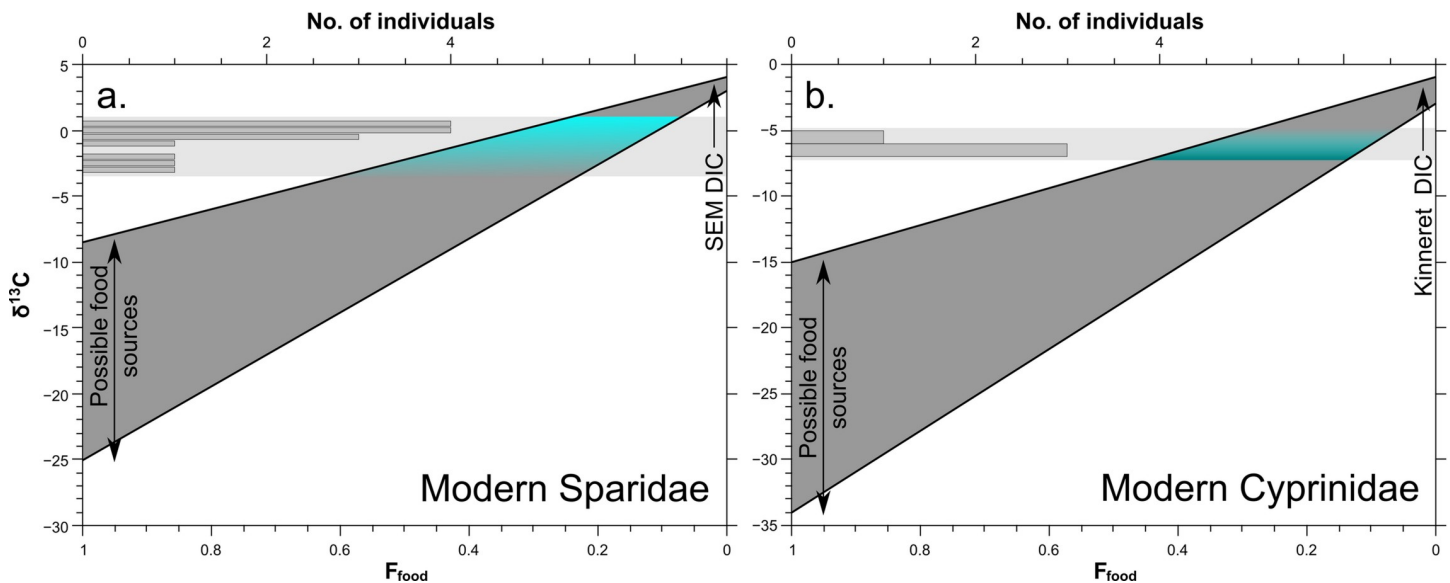 No. of individuals
No. of individuals
0 2 4
0 2 4
a.
b.
5
0
−5
−10
−15
−20
−25
−30
0
−5
−10
−15
−20
−25
−30
−35
δ13C
Possible food
sources
SEM DIC
Possible food
sources
Kinneret DIC
Modern Sparidae
Modern Cyprinidae
1 0.8 0.6 0.4 0.2 0
1 0.8 0.6 0.4 0.2 0
Ffood
Ffood